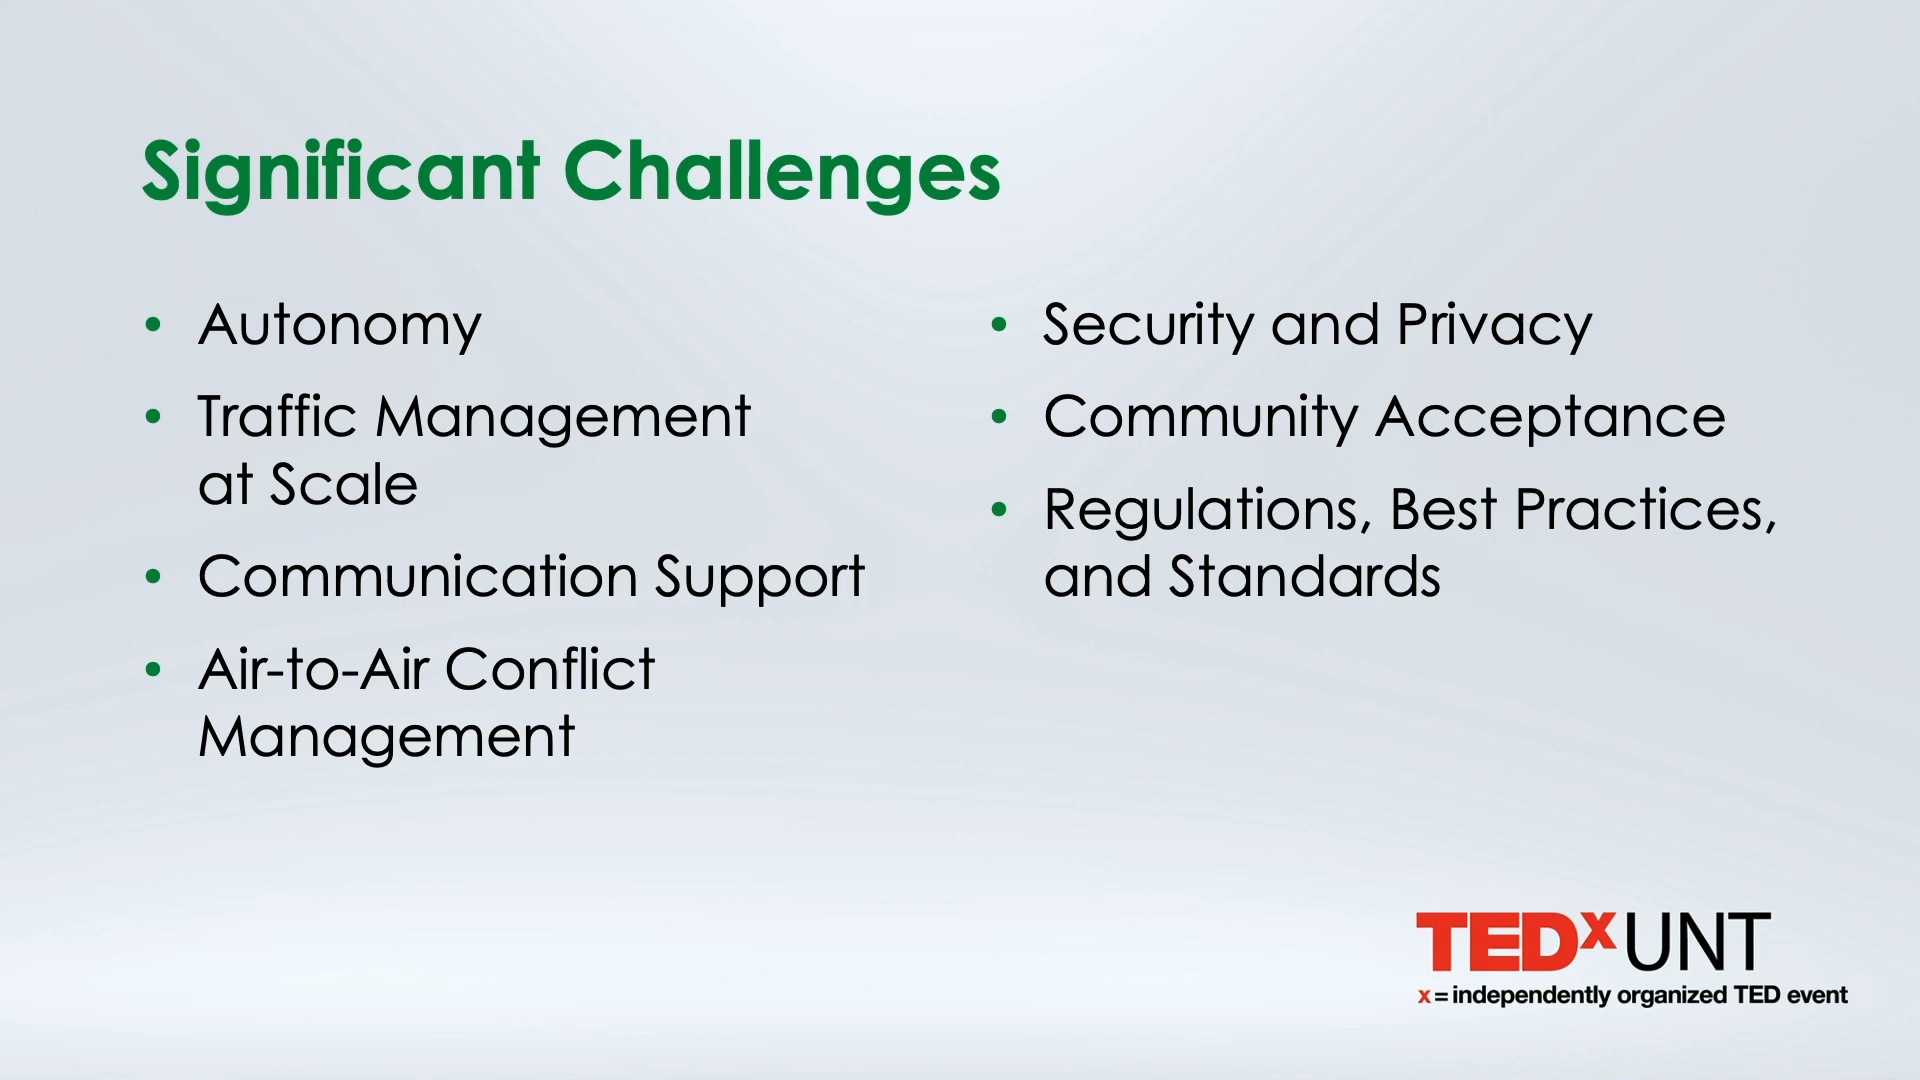 Significant Challenges
• Autonomy
• Traffic Management
at Scale
• Communication Support
• Air-to-Air Conflict
Management
• Security and Privacy
• Community Acceptance
• Regulations, Best Practices,
and Standards
TEDxUNT
x = independently organized TED event